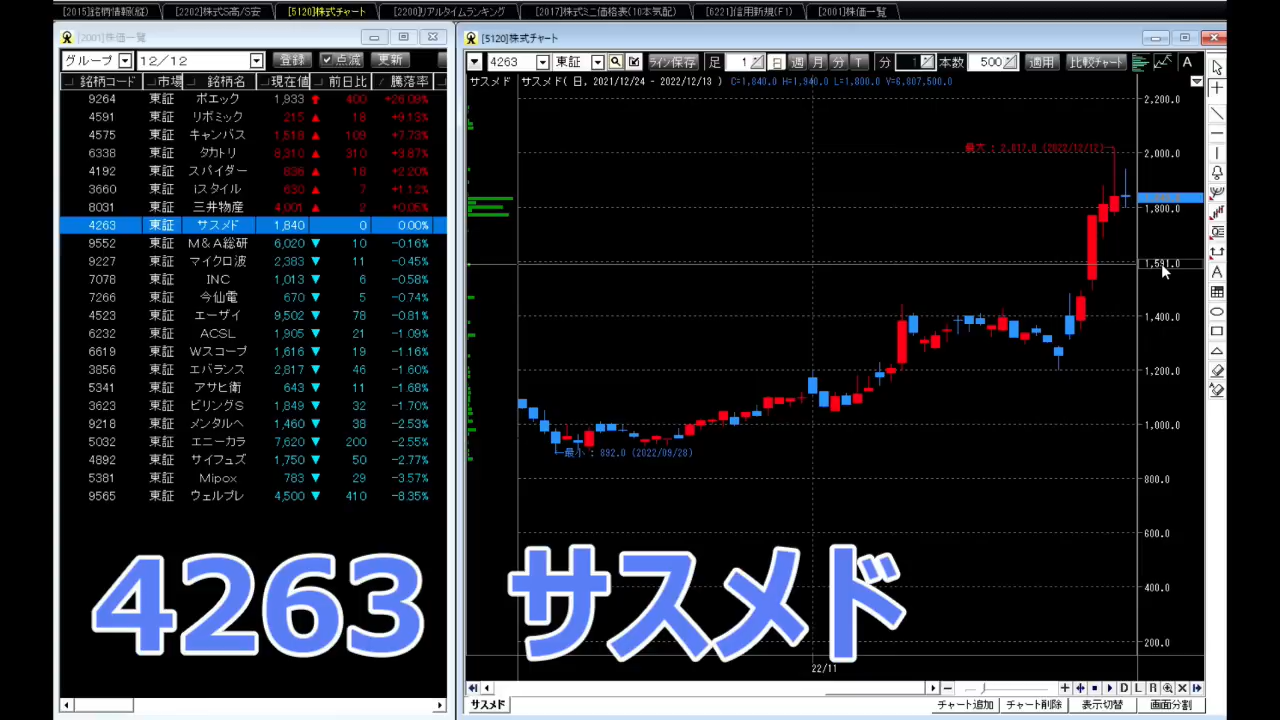 [2015]銘柄情報(縦) [2202]株式S高/S安 [5120]株式チャート [2200]リアルタイムランキング [2017]株式ミニ価格表(10本気配) [6221]信用新規(F1) [2001]株価一覧
[2001]株価一覧
グループ 12/12 登録 点滅 更新
銘柄コード 市場 銘柄名 現在値 前日比 騰落率
9264 東証 ポエック 1,933 ⬆ 400 +26.09%
4591 東証 リボミック 215 ▲ 18 +9.13%
4575 東証 キャンバス 1,518 ▲ 109 +7.73%
6338 東証 タカトリ 8,310 ▲ 310 +3.87%
4192 東証 スパイダー 836 ▲ 18 +2.20%
3660 東証 iスタイル 630 ▲ 7 +1.12%
8031 東証 三井物産 4,001 ▲ 2 +0.05%
4263 東証 サスメド 1,840 0 0.00%
9552 東証 M&A総研 6,020 ▼ 10 -0.16%
9227 東証 マイクロ波 2,383 ▼ 11 -0.45%
7078 東証 INC 1,013 ▼ 6 -0.58%
7266 東証 今仙電 670 ▼ 5 -0.74%
4523 東証 エーザイ 9,502 ▼ 78 -0.81%
6232 東証 ACSL 1,905 ▼ 21 -1.09%
6619 東証 Wスコープ 1,616 ▼ 19 -1.16%
3856 東証 エバランス 2,817 ▼ 46 -1.60%
5341 東証 アサヒ衛 643 ▼ 11 -1.68%
3623 東証 ビリングS 1,849 ▼ 32 -1.70%
9218 東証 メンタルヘ 1,460 ▼ 38 -2.53%
5032 東証 エニーカラ 7,620 ▼ 200 -2.55%
4892 東証 サイフュズ 1,750 ▼ 50 -2.77%
5381 東証 Mipox 783 ▼ 29 -3.57%
9565 東証 ウェルプレ 4,500 ▼ 410 -8.35%
[5120]株式チャート
4263 東証 ライン保存 足 1 日 週 月 分 T 分 1 本数 500 適用 比較チャート A
サスメド サスメド( 日, 2021/12/24 - 2022/12/13 ) C=1,840.0 H=1,940.0 L=1,800.0 V=6,807,500.0
2,200.0
最大 : 2,017.0 (2022/12/12)
2,000.0
1,800.0
1,591.0
1,400.0
1,200.0
1,000.0
最小 : 892.0 (2022/09/28)
800.0
600.0
400.0
200.0
22/11
D L R
サスメド チャート追加 チャート削除 表示切替 画面分割
4263 サスメド